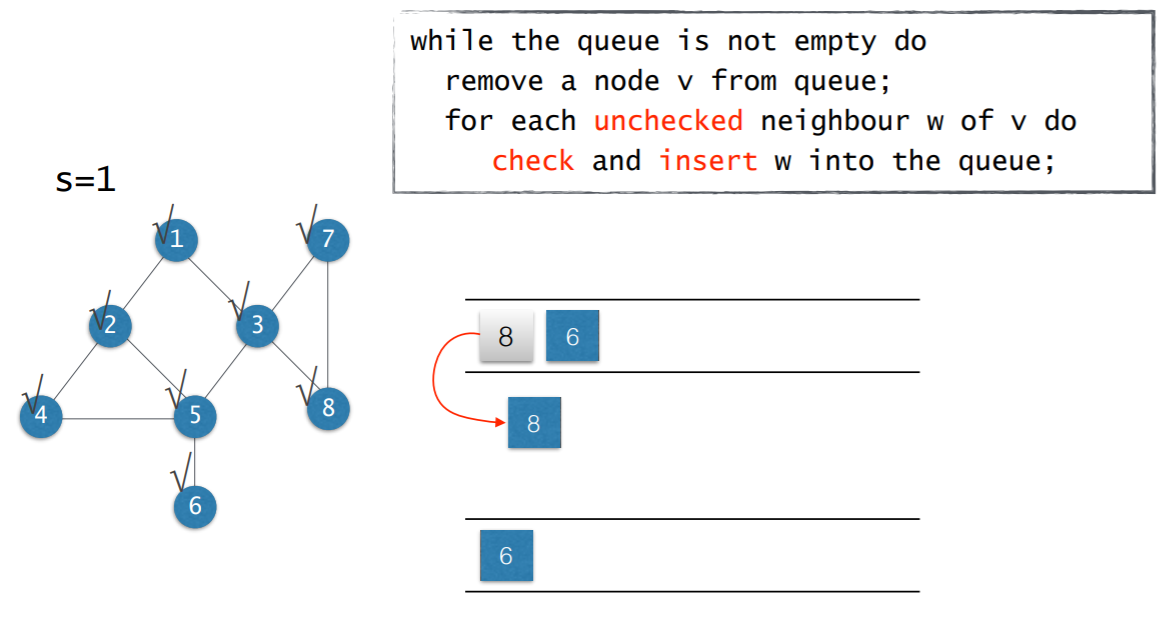 while the queue is not empty do
remove a node v from queue;
for each unchecked neighbour w of v do
check and insert w into the queue;
s=1
√1 √7
√2 √3
√4 √5 √8
√6
8 6
8
6